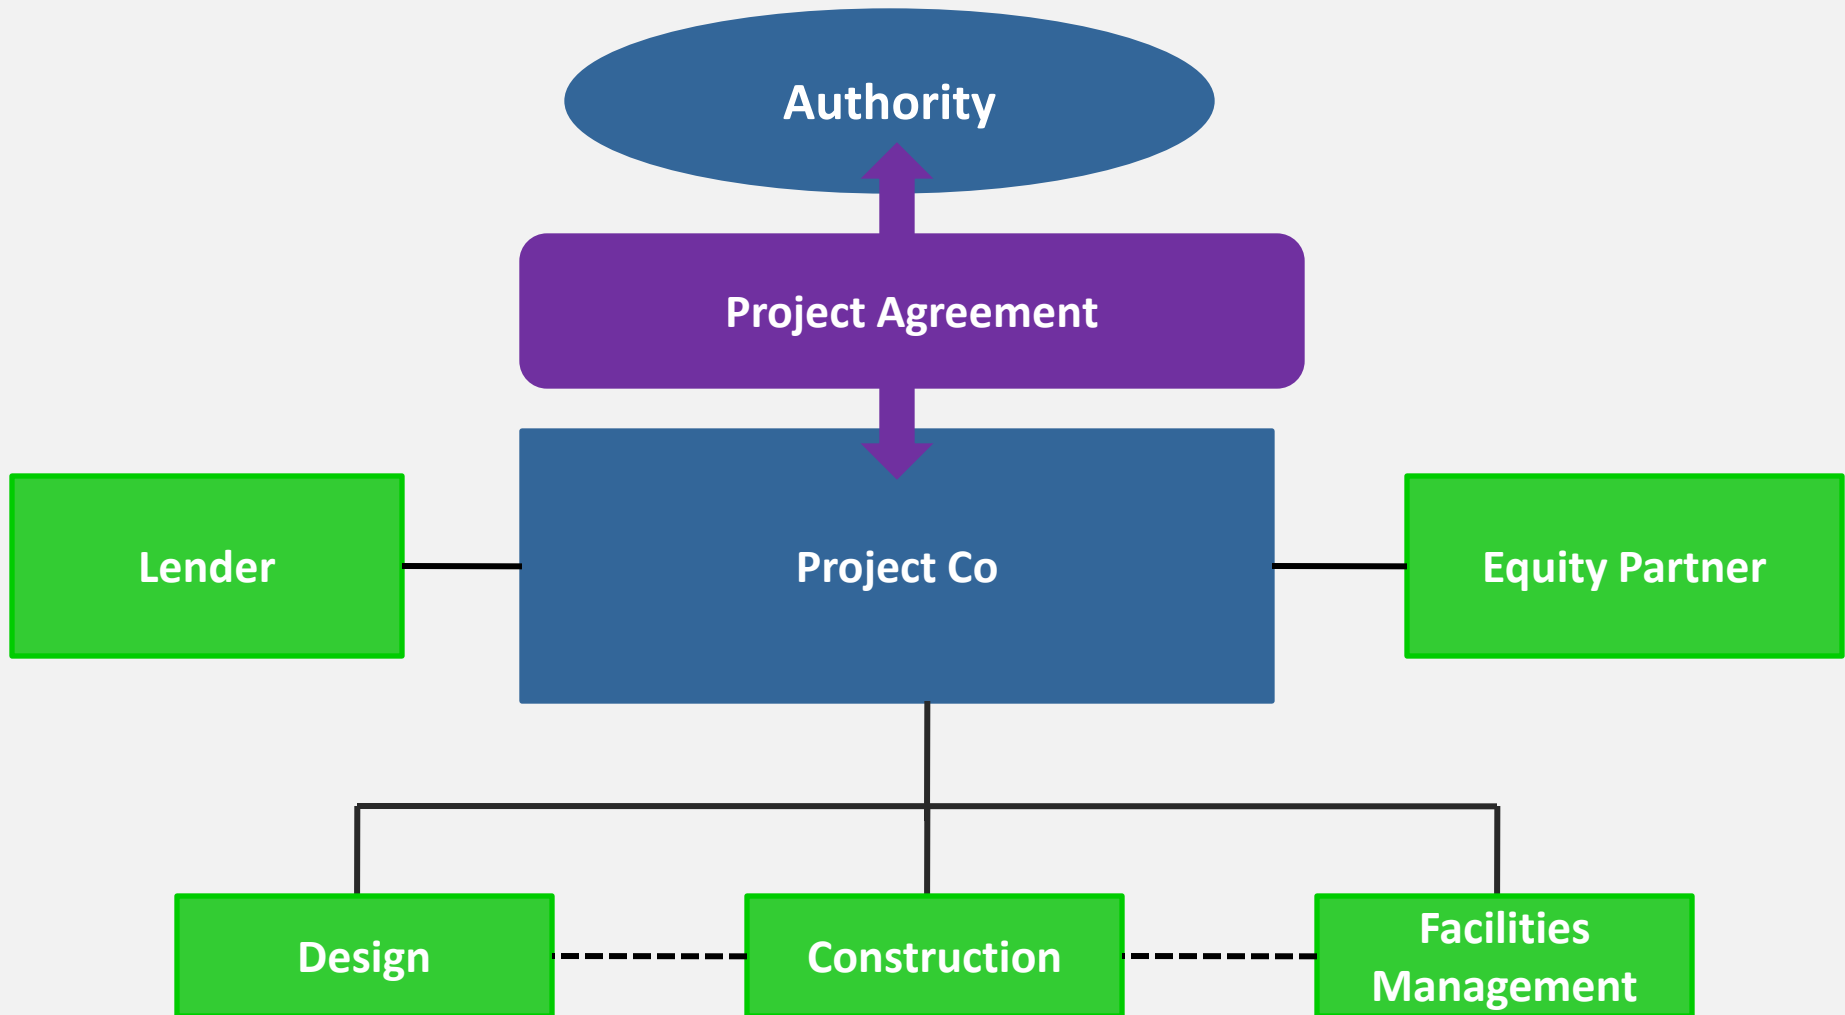 Authority
Project Agreement
Lender
Project Co
Equity Partner
Design
Construction
Facilities
Management